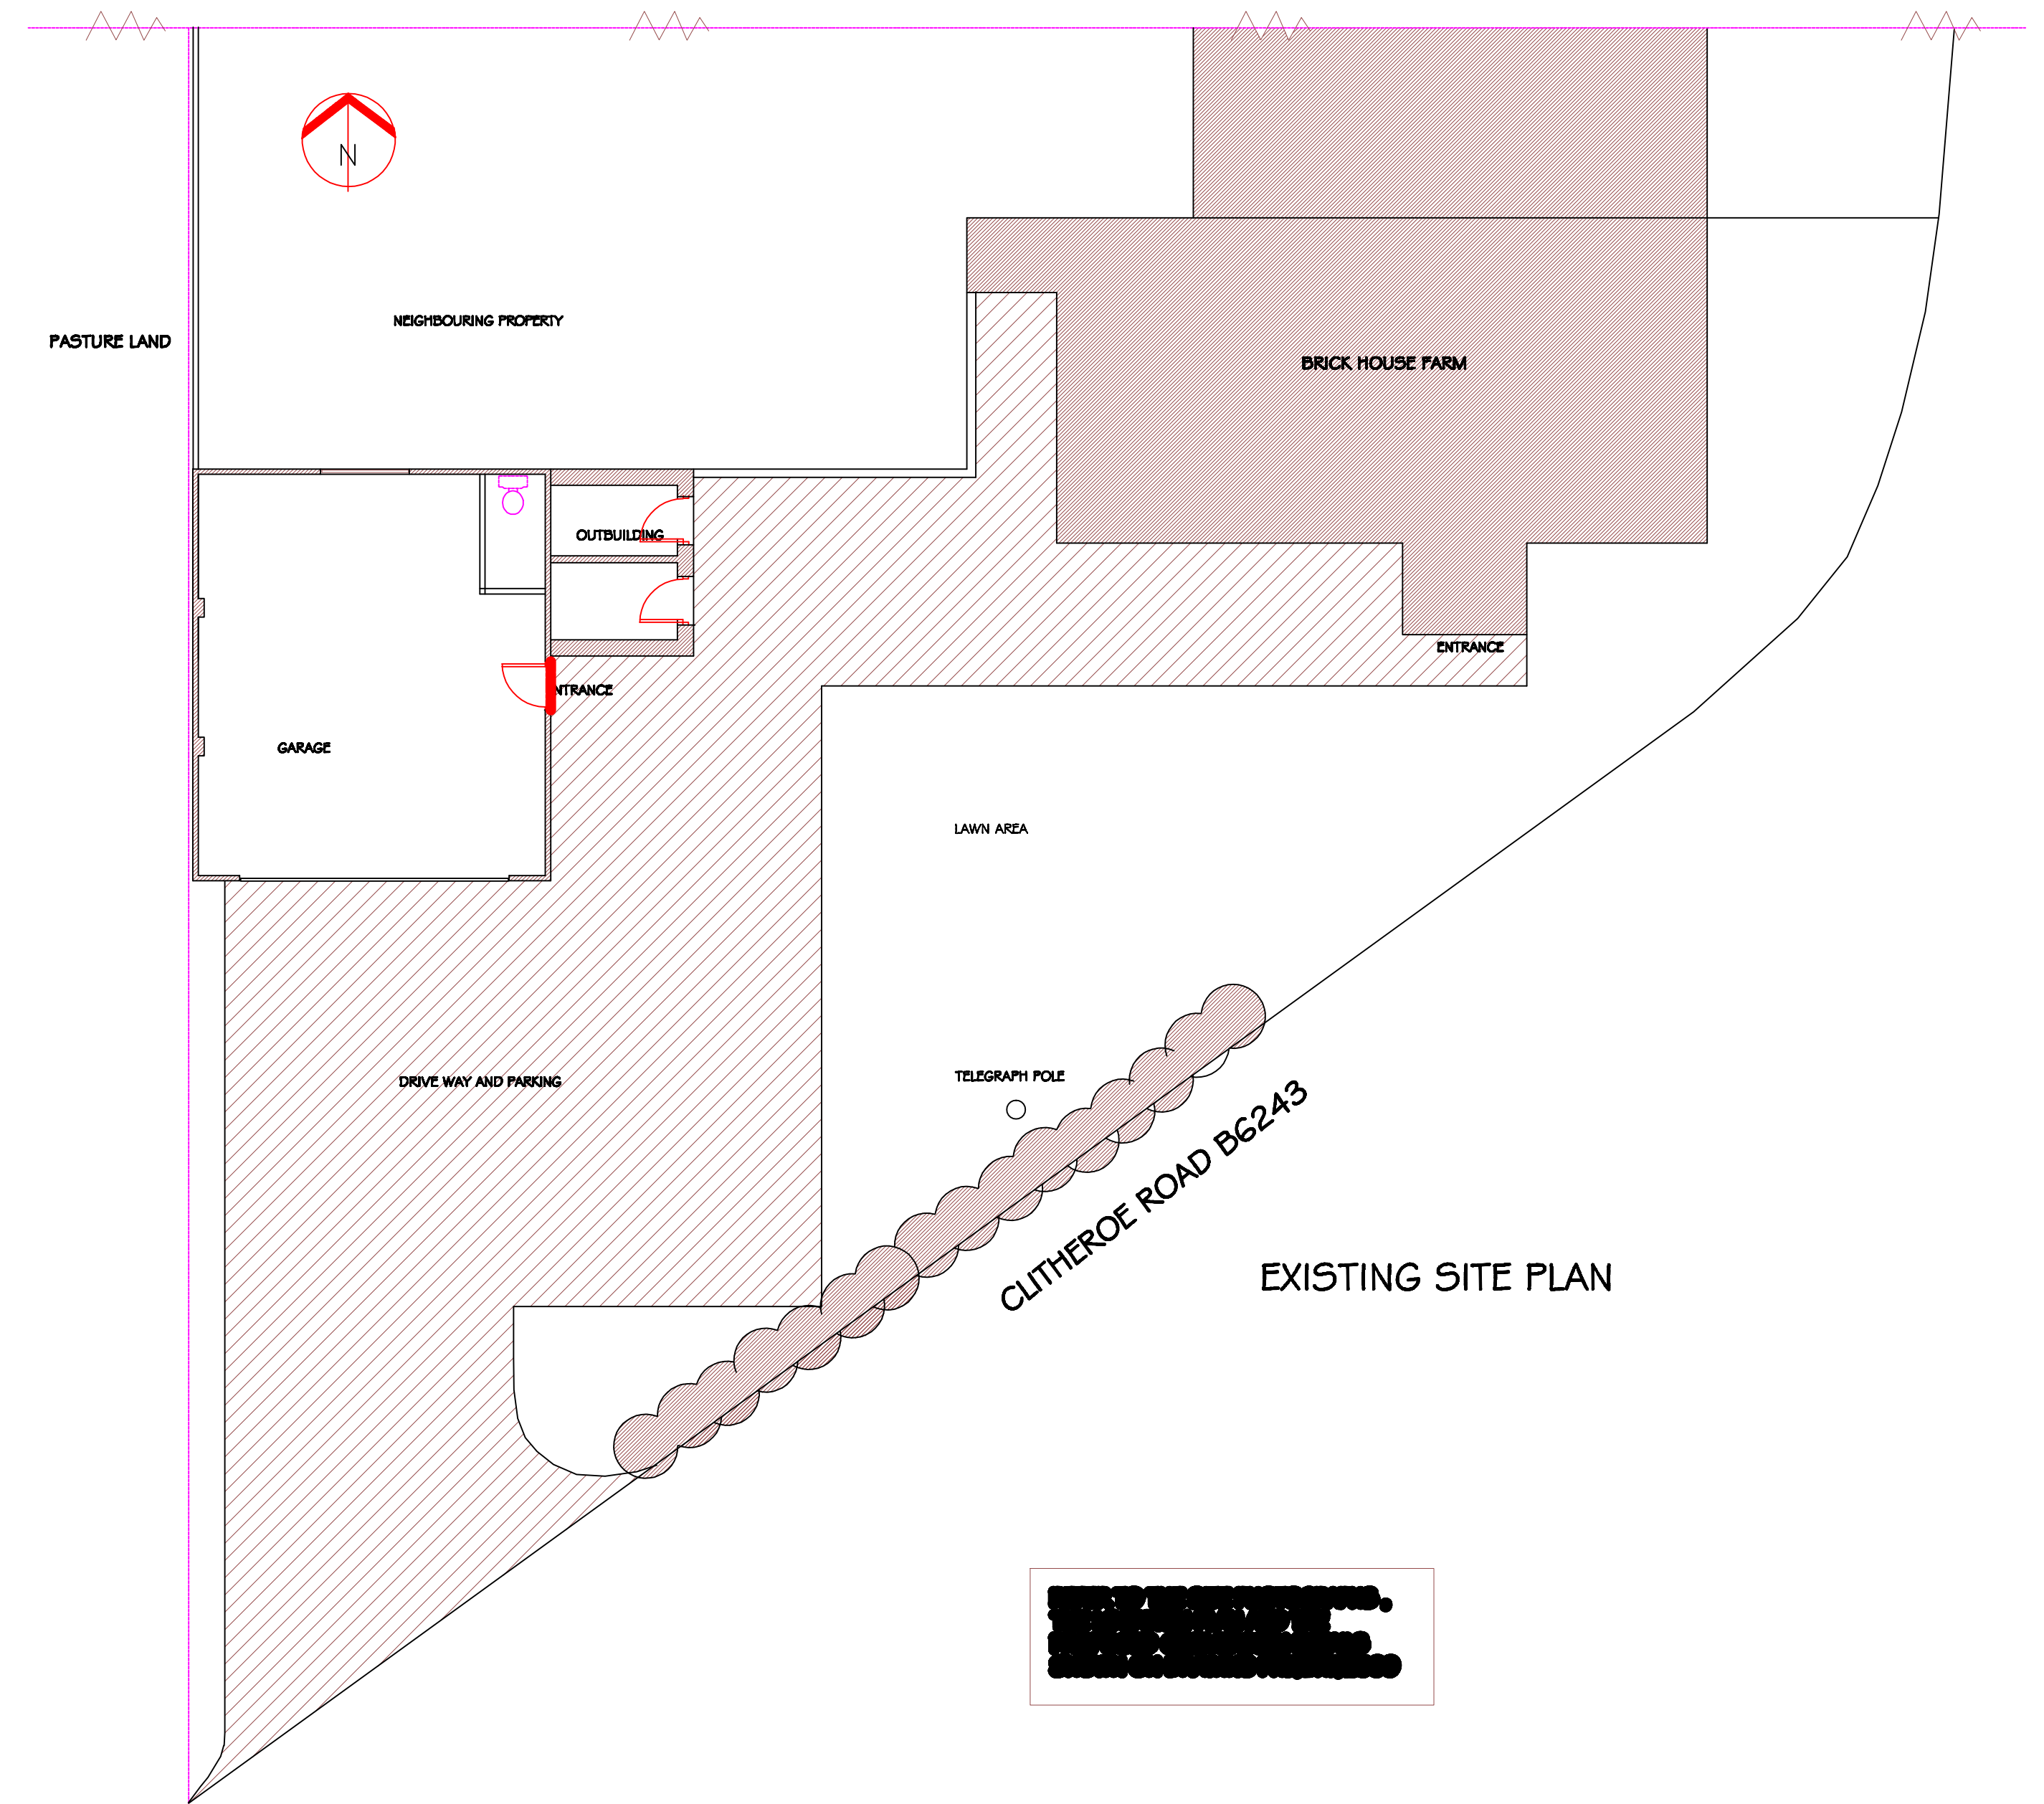 N
NEIGHBOURING PROPERTY
PASTURE LAND
BRICK HOUSE FARM
OUTBUILDING
ENTRANCE
NTRANCE
GARAGE
LAWN AREA
TELEGRAPH POLE
DRIVE WAY AND PARKING
CLITHEROE ROAD B6243
EXISTING SITE PLAN